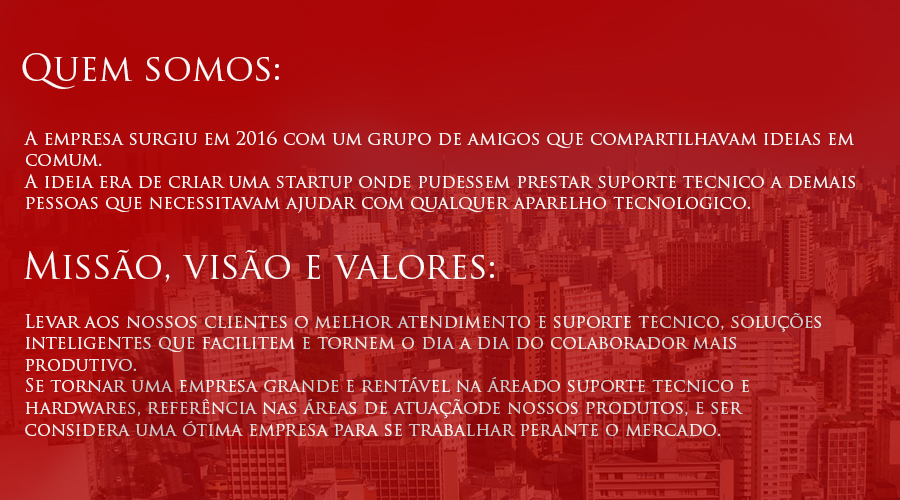 Quem somos:
A empresa surgiu em 2016 com um grupo de amigos que compartilhavam ideias em
comum.
A ideia era de criar uma startup onde pudessem prestar suporte tecnico a demais
pessoas que necessitavam ajudar com qualquer aparelho tecnologico.
Missão, visão e valores:
Levar aos nossos clientes o melhor atendimento e suporte tecnico, soluções
inteligentes que facilitem e tornem o dia a dia do colaborador mais
produtivo.
Se tornar uma empresa grande e rentável na áreado suporte tecnico e
hardwares, referência nas áreas de atuaçãode nossos produtos, e ser
considera uma ótima empresa para se trabalhar perante o mercado.